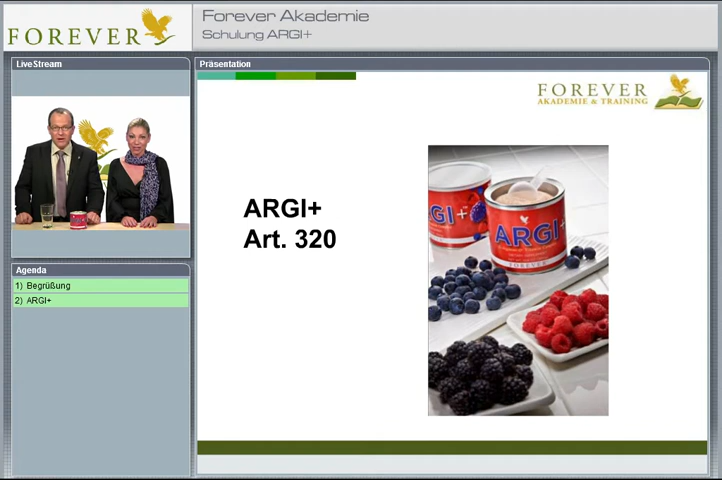 FOREVER
Forever Akademie
Schulung ARGI+
LiveStream
Präsentation
FOREVER
AKADEMIE & TRAINING
ARGI+
Art. 320
ARGI+
ARGI+
FOREVER
Agenda
1) Begrüßung
2) ARGI+